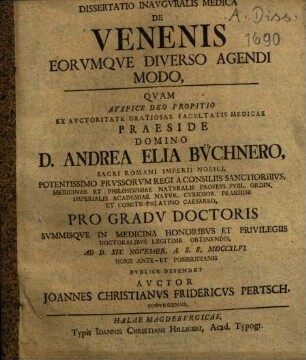 A. Diss.
1690
DISSERTATIO INAVGVRALIS MEDICA
DE
VENENIS
EORVMQVE DIVERSO AGENDI
MODO,
QVAM
AVSPICE DEO PROPITIO
EX AVCTORITATE GRATIOSAE FACVLTATIS MEDICAE
PRAESIDE
DOMINO
D. ANDREA ELIA BÜCHNERO,
SACRI ROMANI IMPERII NOBILI,
POTENTISSIMO PRVSSORVM REGI A CONSILIIS SANCTIORIBVS,
MEDICINAE ET PHILOSOPHIAE NATVRALIS PROFESS. PVBL. ORDIN.
IMPERIALIS ACADEMIAE NATVR. CVRIOSOR. PRAESIDE
ET COMITE PALATINO CAESAREO,
PRO GRADV DOCTORIS
SVMMISQVE IN MEDICINA HONORIBVS ET PRIVILEGIIS
DOCTORALIBVS LEGITIME OBTINENDIS,
AD D. XIX. NOVEMBR. A. S. R. MDCCXLVI.
HORIS ANTE- ET POMERIDIANIS
PVBLICE DEFENDET
AVCTOR
JOANNES CHRISTIANVS FRIDERICVS PERTSCH,
COBVRGENSIS.
HALAE MAGDEBVRGICAE,
Typis IOANNIS CHRISTIANI HILLIGERI, Acad. Typogr.